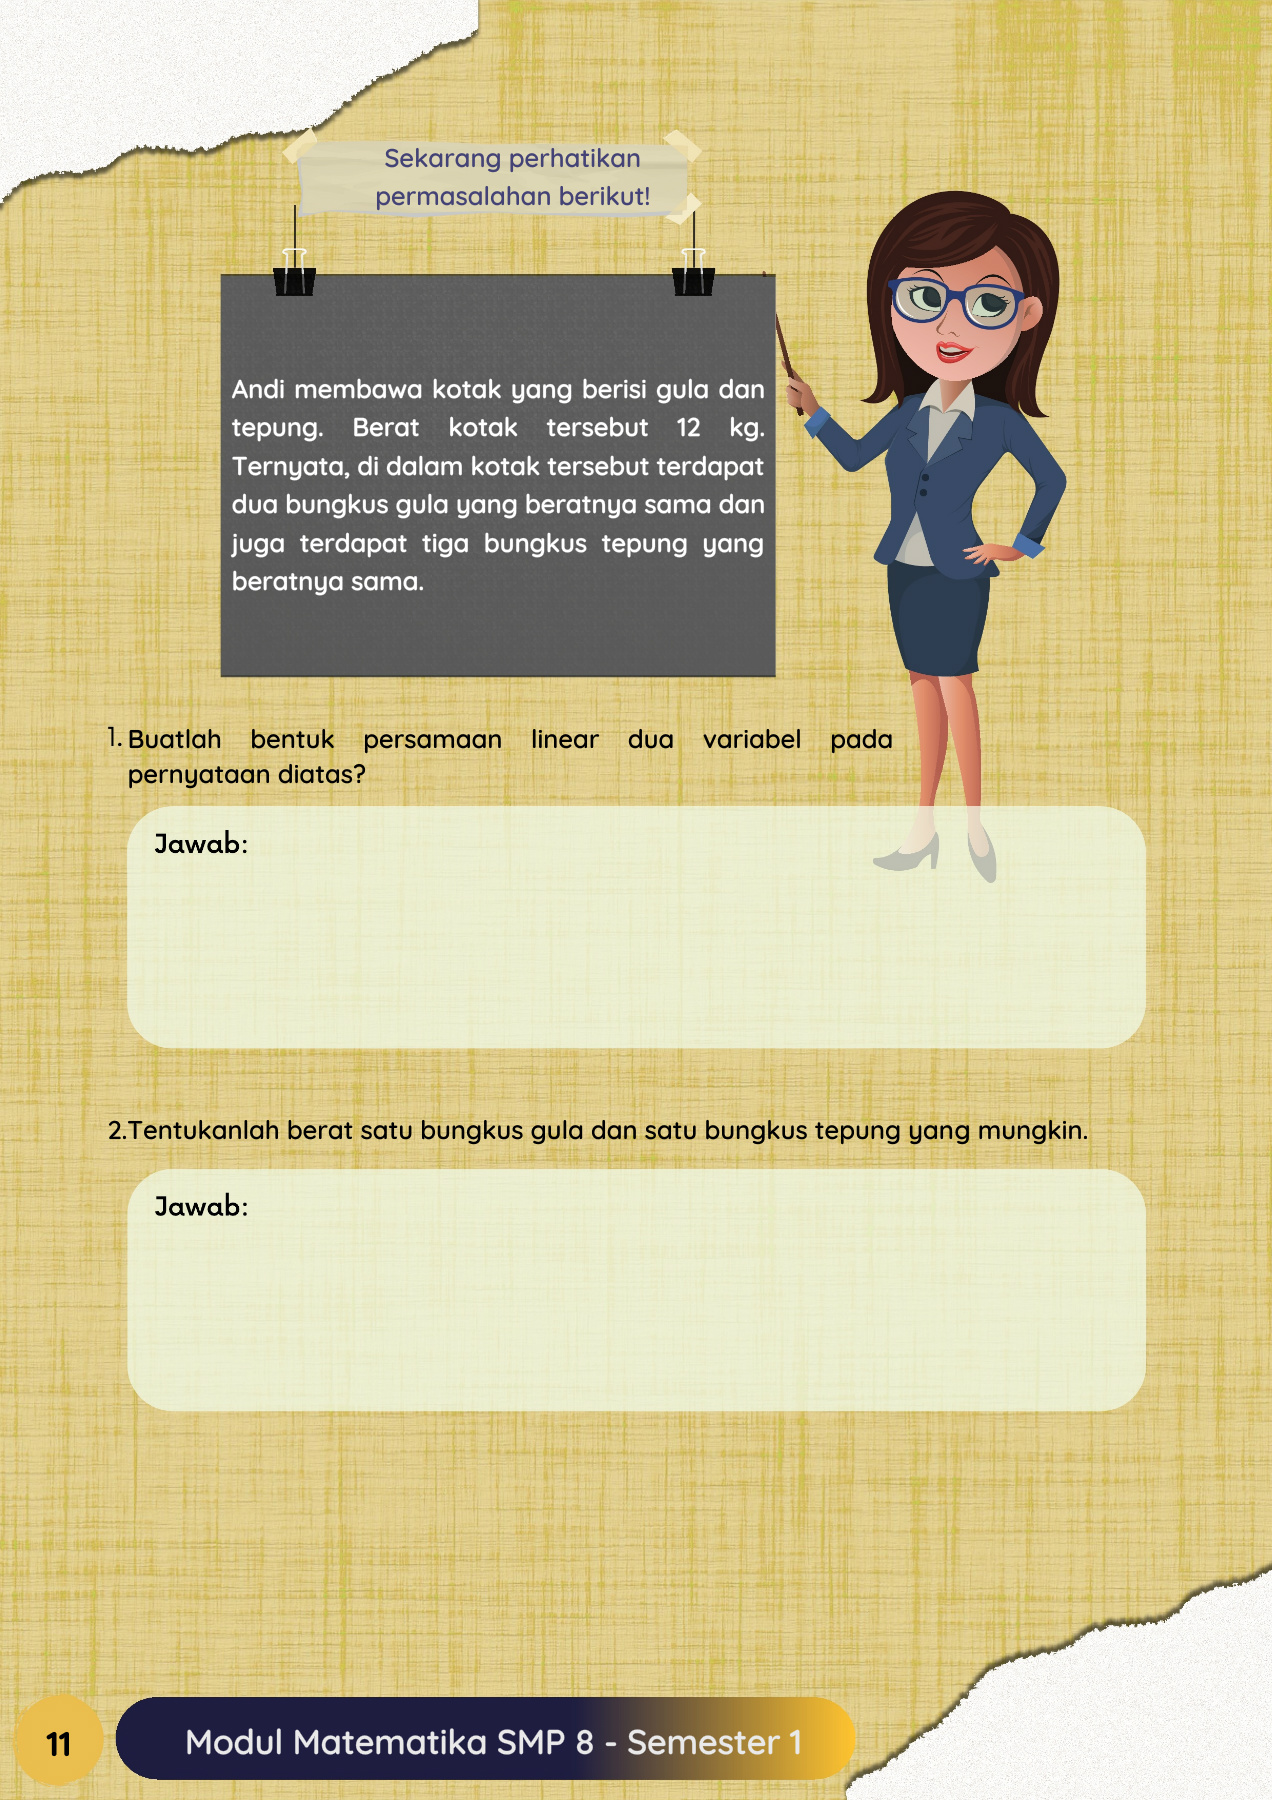 Sekarang perhatikan
permasalahan berikut!
Andi membawa kotak yang berisi gula dan
tepung. Berat kotak tersebut 12 kg.
Ternyata, di dalam kotak tersebut terdapat
dua bungkus gula yang beratnya sama dan
juga terdapat tiga bungkus tepung yang
beratnya sama.
1. Buatlah bentuk persamaan linear dua variabel pada
pernyataan diatas?
Jawab:
2.Tentukanlah berat satu bungkus gula dan satu bungkus tepung yang mungkin.
Jawab:
11
Modul Matematika SMP 8 - Semester 1